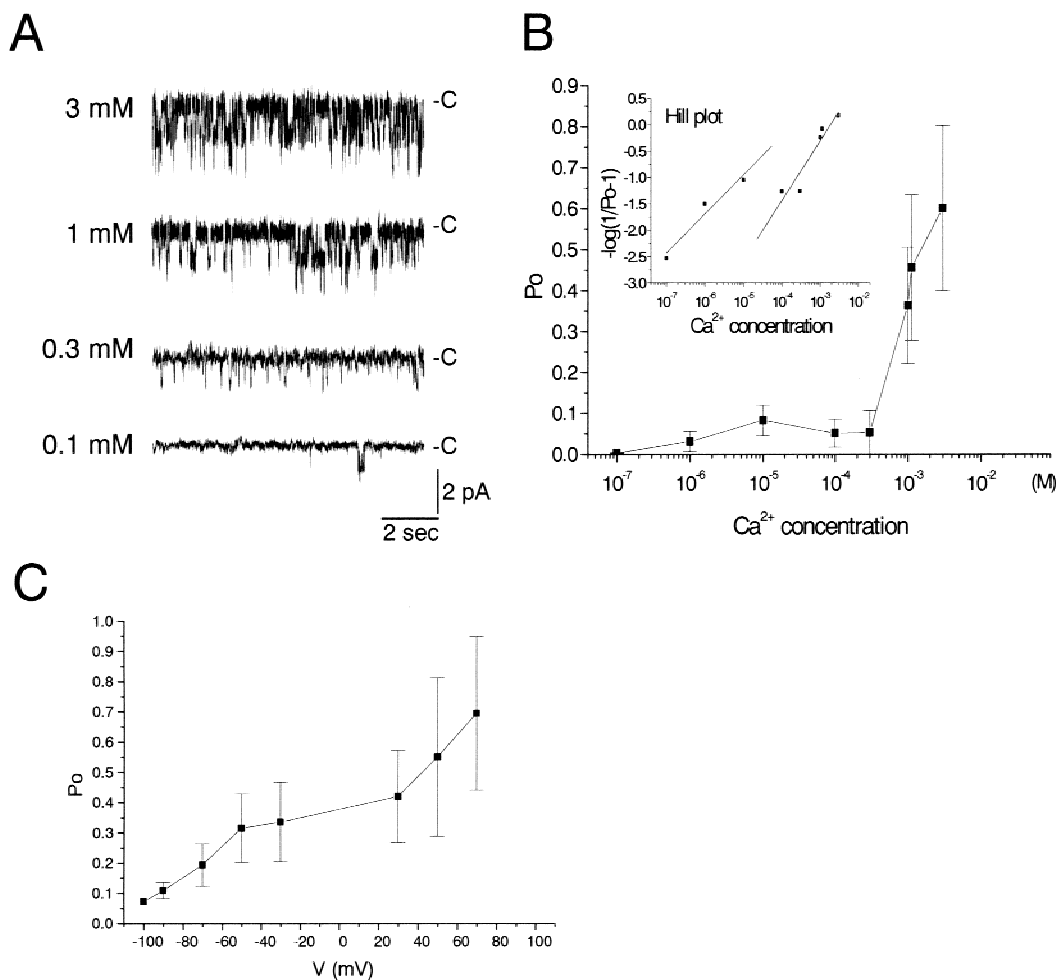 A
3 mM
-C
1 mM
-C
0.3 mM
-C
0.1 mM
-C
2 pA
2 sec
B
0.9
0.8
0.7
0.6
0.5
0.4
0.3
0.2
0.1
0.0
Po
10⁻⁷
10⁻⁶
10⁻⁵
10⁻⁴
10⁻³
10⁻²
(M)
Ca²⁺ concentration
Hill plot
0.5
0.0
-0.5
-1.0
-1.5
-2.0
-2.5
-3.0
-log(1/Po-1)
10⁻⁷
10⁻⁶
10⁻⁵
10⁻⁴
10⁻³
10⁻²
Ca²⁺ concentration
C
1.0
0.9
0.8
0.7
0.6
0.5
0.4
0.3
0.2
0.1
0.0
Po
-100
-80
-60
-40
-20
0
20
40
60
80
100
V (mV)